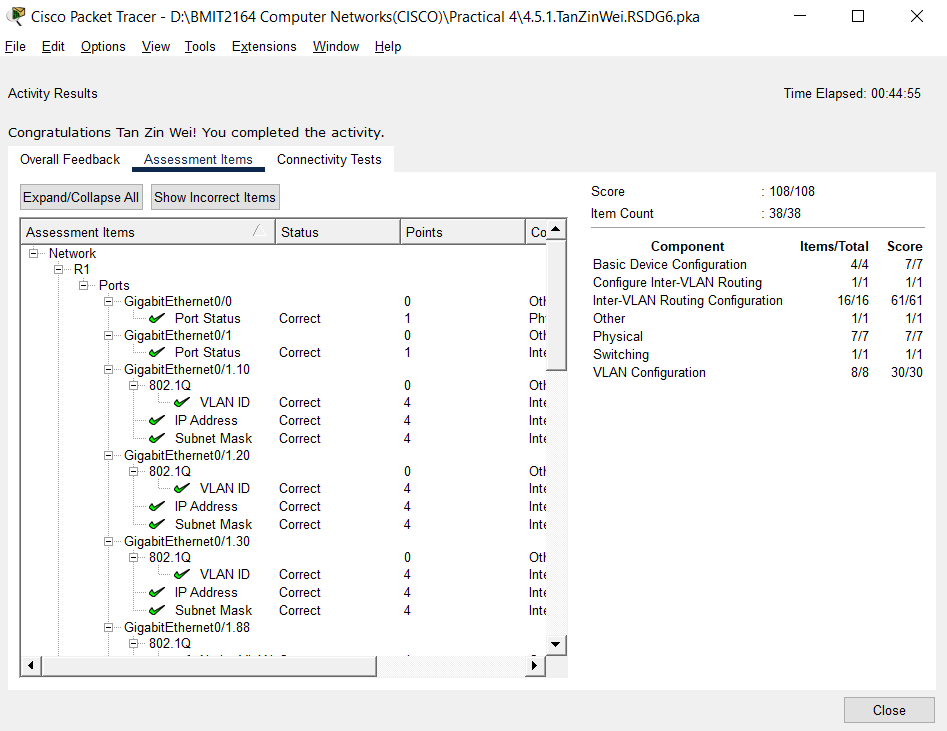 Cisco Packet Tracer - D:\BMIT2164 Computer Networks(CISCO)\Practical 4\4.5.1.TanZinWei.RSDG6.pka
File Edit Options View Tools Extensions Window Help
Activity Results Time Elapsed: 00:44:55
Congratulations Tan Zin Wei! You completed the activity.
Overall Feedback Assessment Items Connectivity Tests
Expand/Collapse All Show Incorrect Items
Assessment Items Status Points Co
Network
R1
Ports
GigabitEthernet0/0 0 Oth
Port Status Correct 1 Ph
GigabitEthernet0/1 0 Oth
Port Status Correct 1 Inte
GigabitEthernet0/1.10
802.1Q 0 Oth
VLAN ID Correct 4 Inte
IP Address Correct 4 Inte
Subnet Mask Correct 4 Inte
GigabitEthernet0/1.20
802.1Q 0 Oth
VLAN ID Correct 4 Inte
IP Address Correct 4 Inte
Subnet Mask Correct 4 Inte
GigabitEthernet0/1.30
802.1Q 0 Oth
VLAN ID Correct 4 Inte
IP Address Correct 4 Inte
Subnet Mask Correct 4 Inte
GigabitEthernet0/1.88
802.1Q
Score : 108/108
Item Count : 38/38
Component Items/Total Score
Basic Device Configuration 4/4 7/7
Configure Inter-VLAN Routing 1/1 1/1
Inter-VLAN Routing Configuration 16/16 61/61
Other 1/1 1/1
Physical 7/7 7/7
Switching 1/1 1/1
VLAN Configuration 8/8 30/30
Close